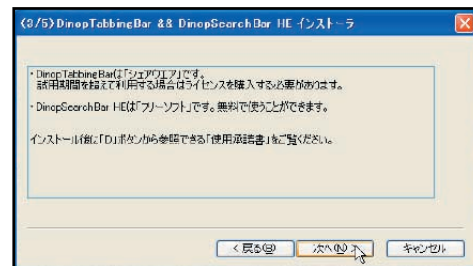 (3/5)DinopTabbingBar && DinopSearchBar HE インストーラ
・DinopTabbingBarは「シェアウエア」です。
試用期間を超えて利用する場合はライセンスを購入する必要があります。
・DinopSearchBar HEは「フリーソフト」です。無料で使うことができます。
インストール後に「D」ボタンから参照できる「使用承諾書」をご覧ください。
< 戻る(B)
次へ(N) >
キャンセル